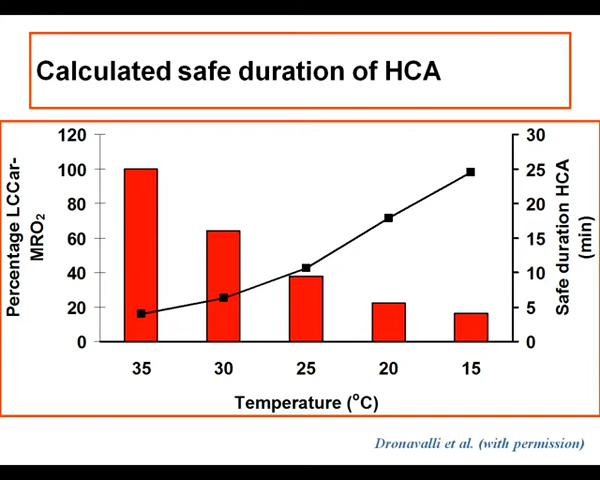 Calculated safe duration of HCA
Percentage LCCar-
MRO2
120
100
80
60
40
20
0
30
25
20
15
10
5
0
Safe duration HCA
(min)
35 30 25 20 15
Temperature (°C)
Dronavalli et al. (with permission)